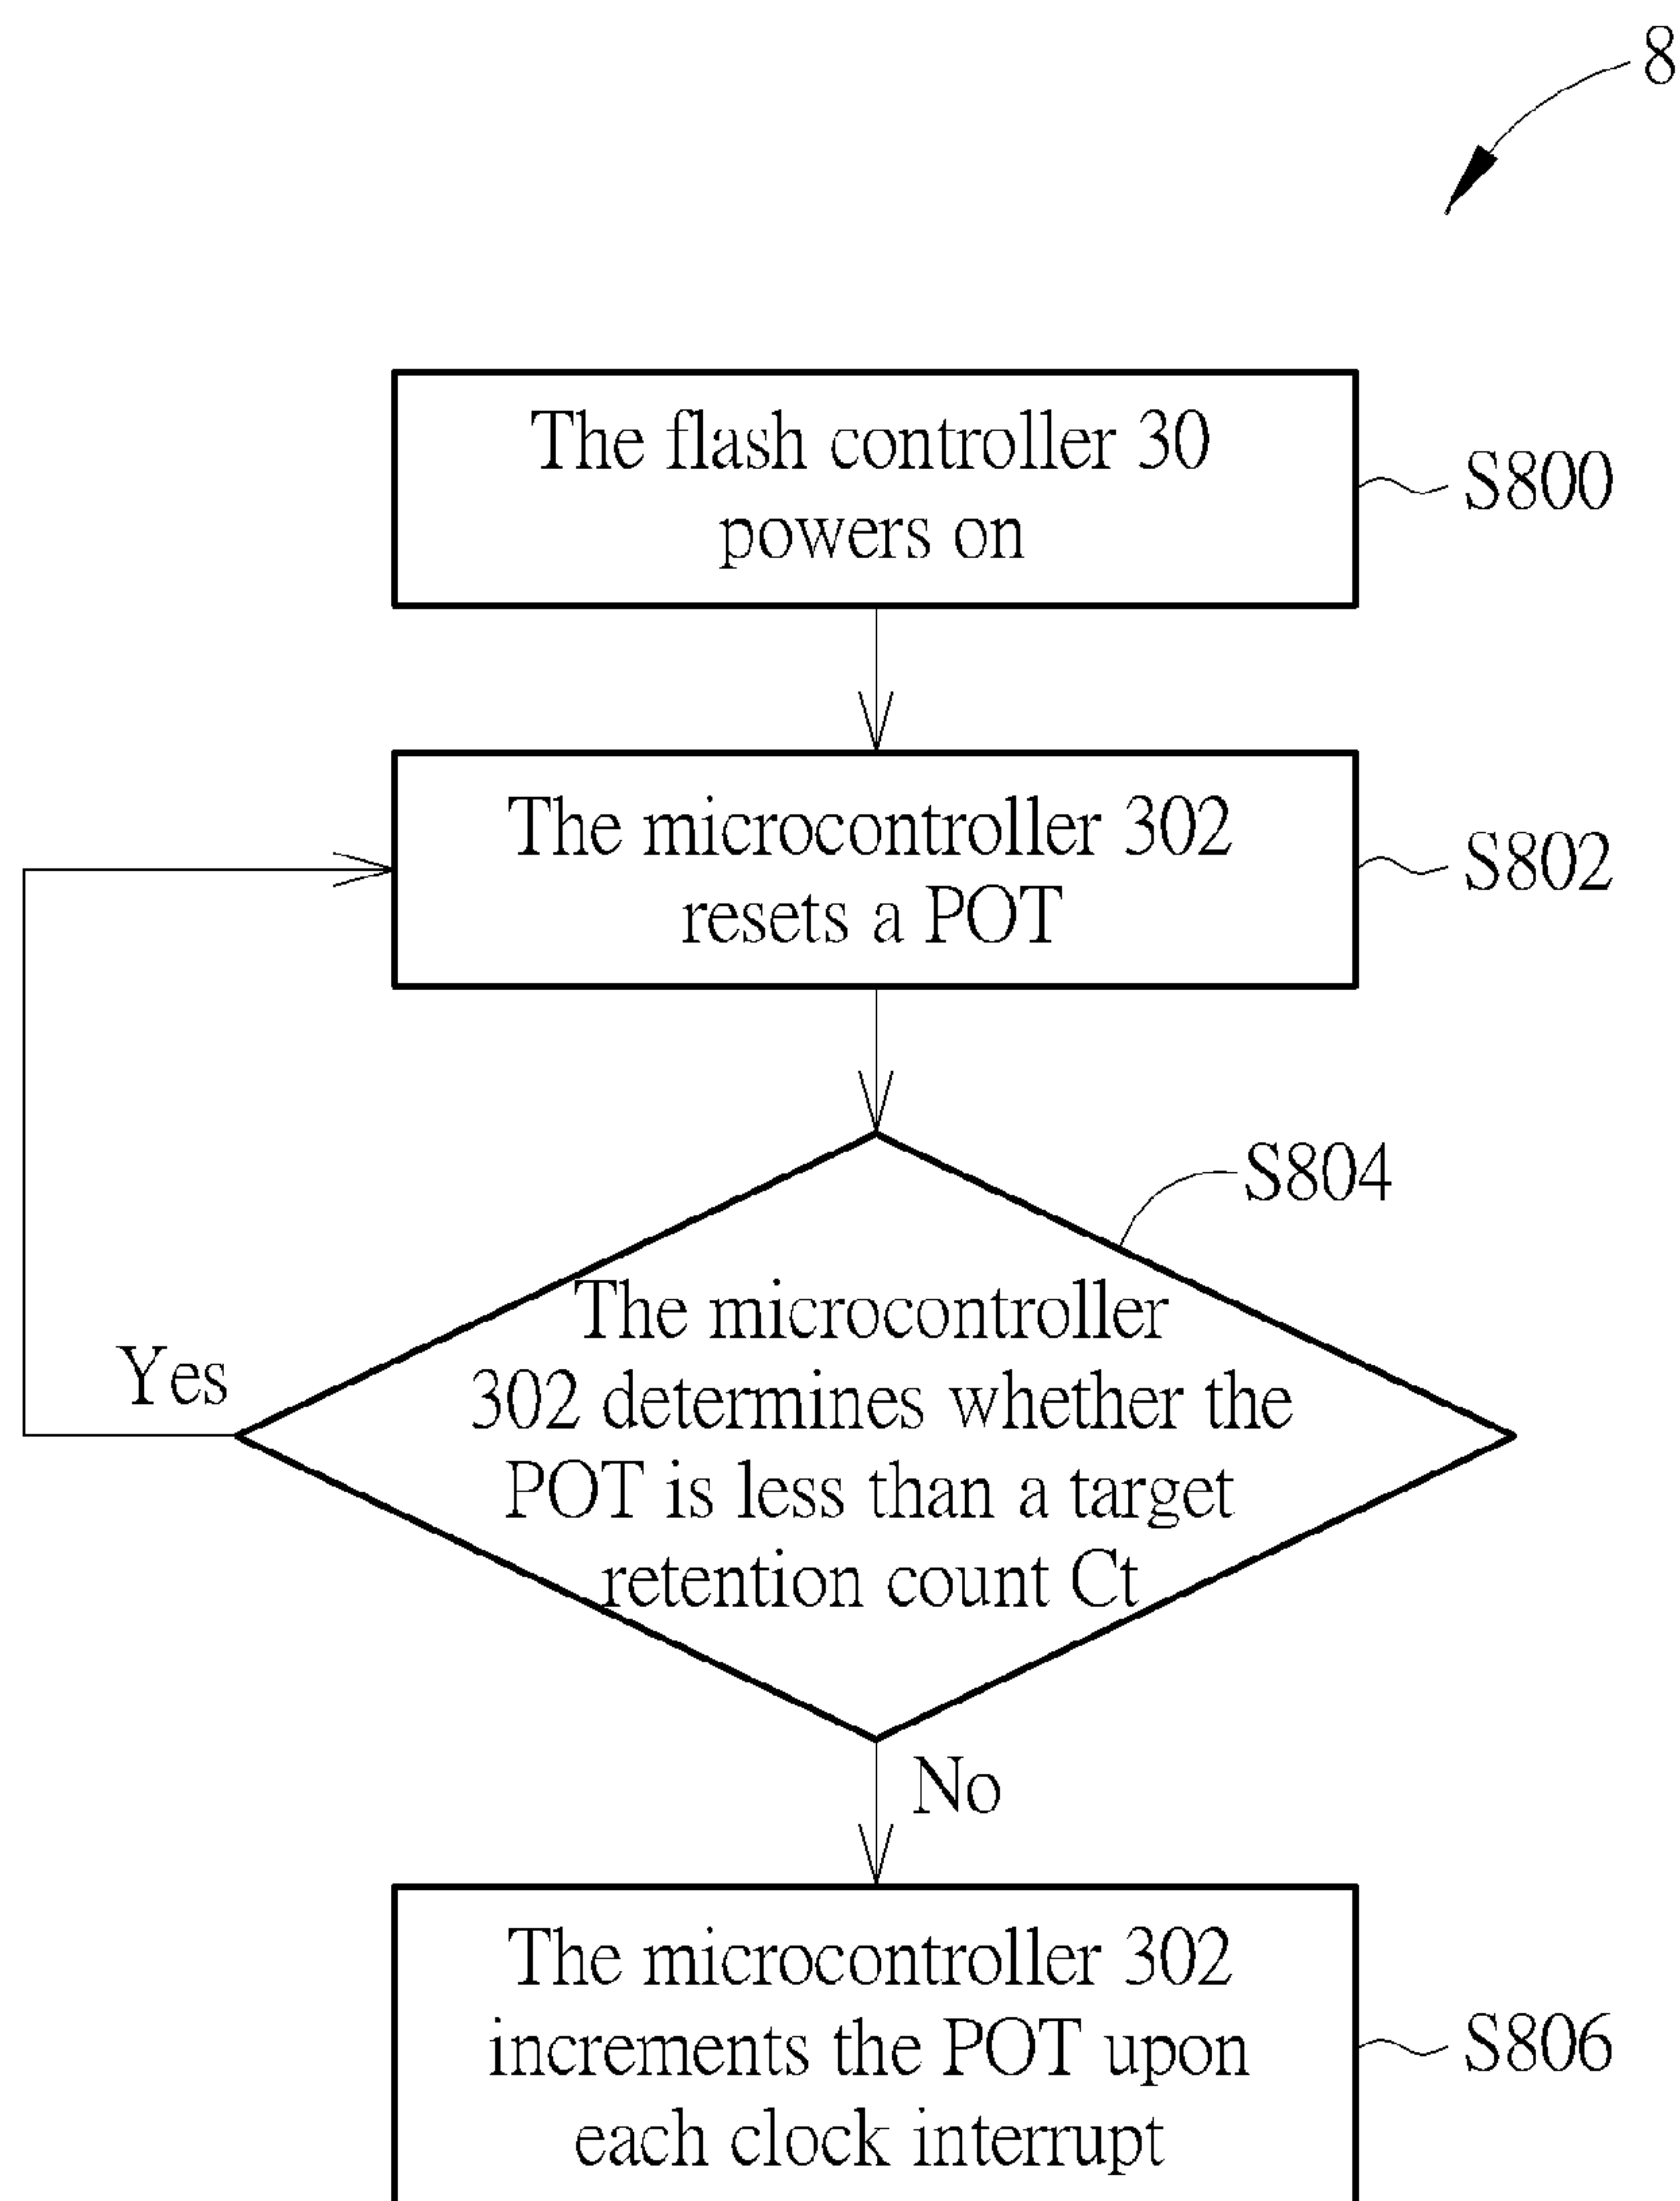 8
The flash controller 30
powers on
S800
The microcontroller 302
resets a POT
S802
S804
The microcontroller
302 determines whether the
POT is less than a target
retention count Ct
Yes
No
The microcontroller 302
increments the POT upon
each clock interrupt
S806